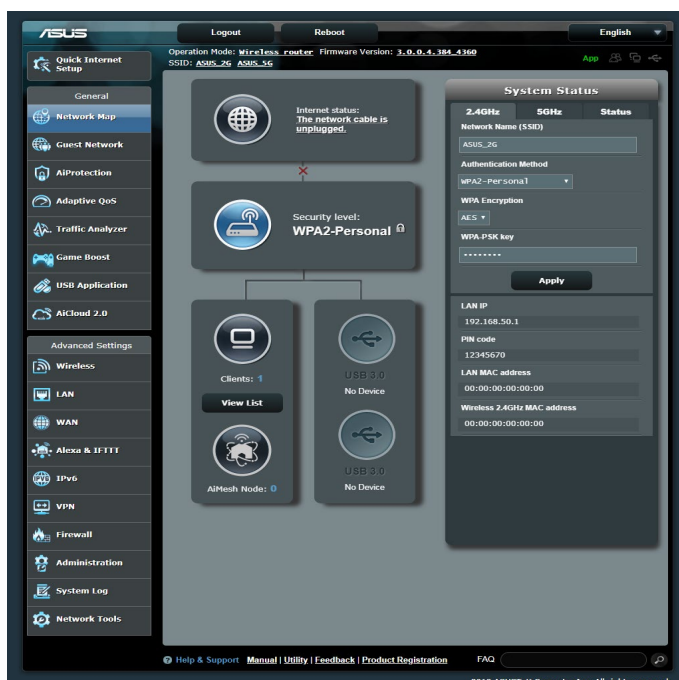 ASUS
Logout
Reboot
English
Quick Internet
Setup
Operation Mode: Wireless router Firmware Version: 3.0.0.4.384_4360
SSID: ASUS_2G ASUS_5G
App
General
Network Map
Guest Network
AiProtection
Adaptive QoS
Traffic Analyzer
Game Boost
USB Application
AiCloud 2.0
Advanced Settings
Wireless
LAN
WAN
Alexa & IFTTT
IPv6
VPN
Firewall
Administration
System Log
Network Tools
Internet status:
The network cable is
unplugged.
Security level:
WPA2-Personal
Clients: 1
View List
AiMesh Node: 0
USB 3.0
No Device
USB 3.0
No Device
System Status
2.4GHz 5GHz Status
Network Name (SSID)
ASUS_2G
Authentication Method
WPA2-Personal
WPA Encryption
AES
WPA-PSK key
••••••••
Apply
LAN IP
192.168.50.1
PIN code
12345670
LAN MAC address
00:00:00:00:00:00
Wireless 2.4GHz MAC address
00:00:00:00:00:00
Help & Support Manual | Utility | Feedback | Product Registration
FAQ